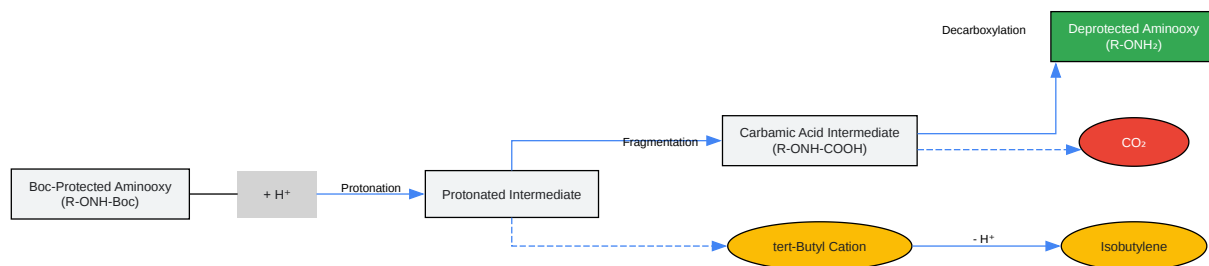 Decarboxylation
Deprotected Aminooxy
(R-ONH₂)
Fragmentation
Carbamic Acid Intermediate
(R-ONH-COOH)
CO₂
Boc-Protected Aminooxy
(R-ONH-Boc)
+ H⁺
Protonation
Protonated Intermediate
tert-Butyl Cation
- H⁺
Isobutylene